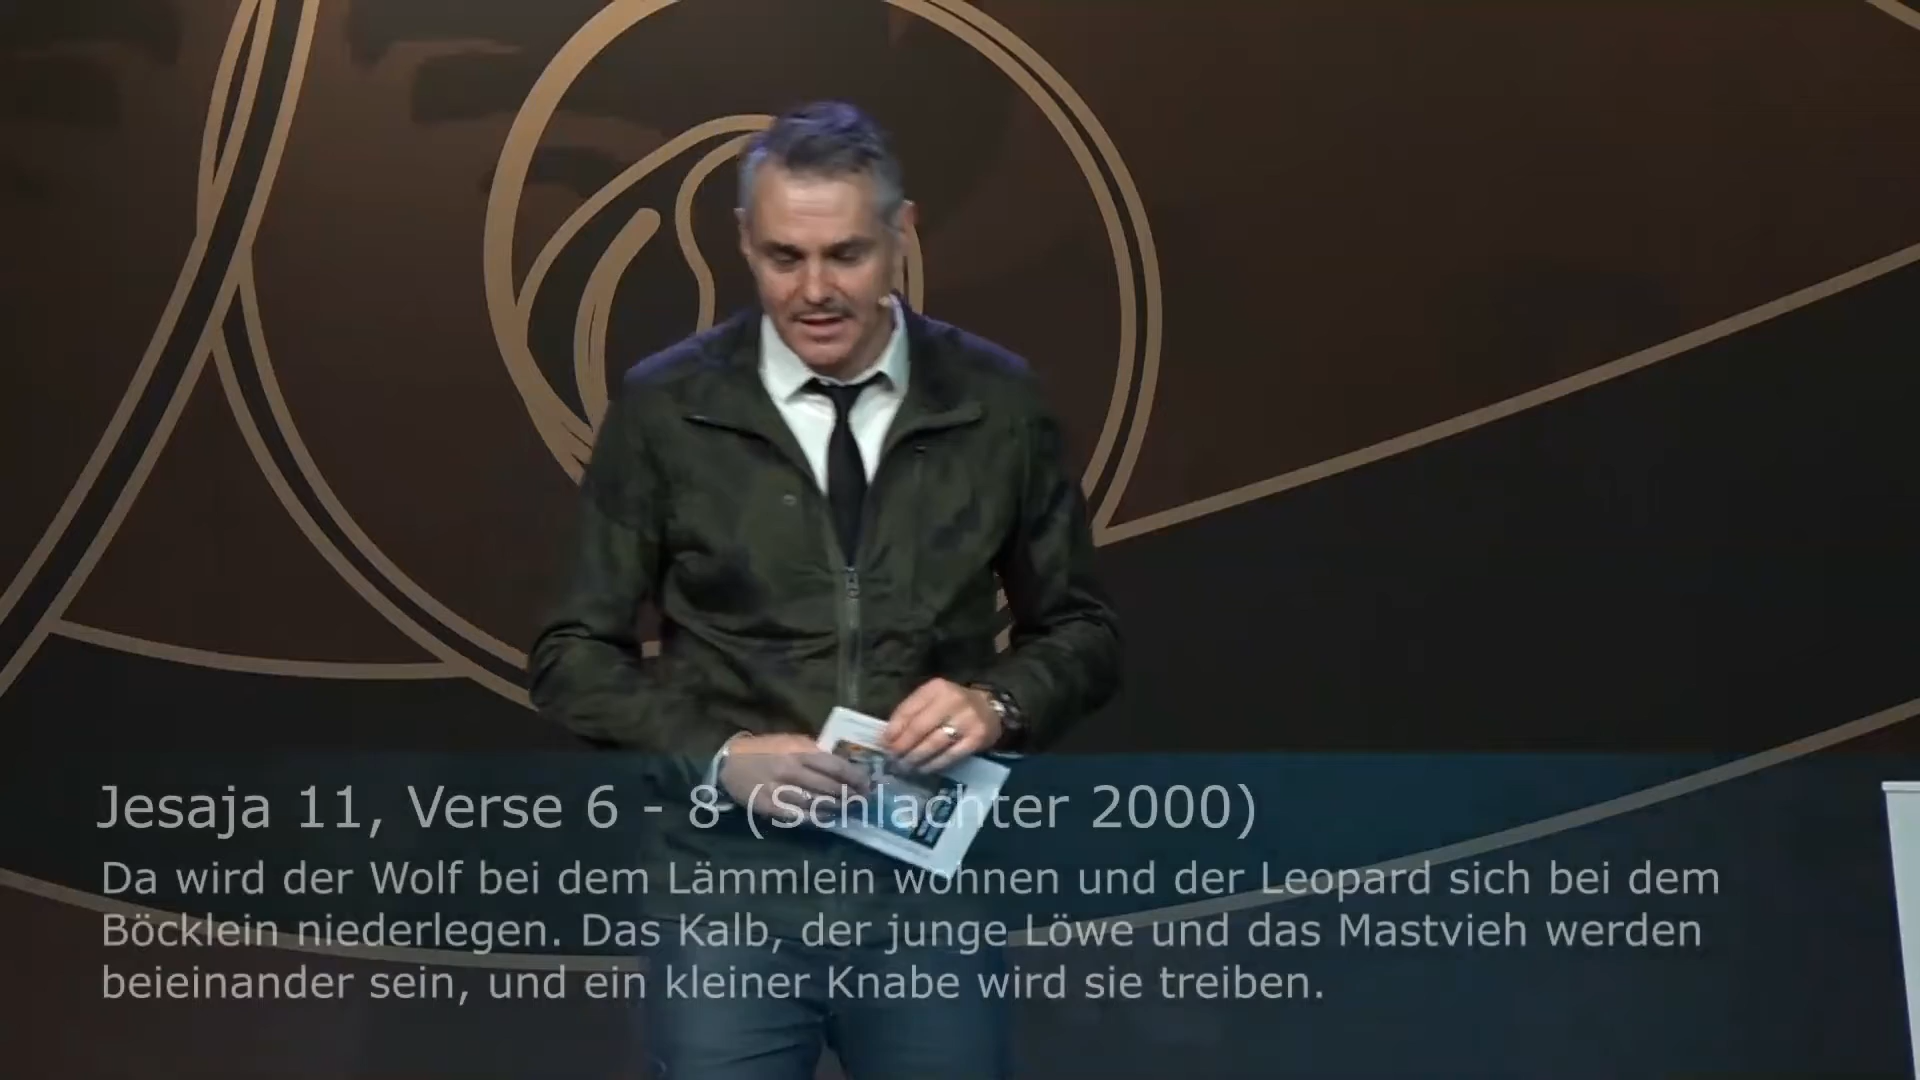 Jesaja 11, Verse 6 - 8 (Schlachter 2000)
Da wird der Wolf bei dem Lämmlein wohnen und der Leopard sich bei dem
Böcklein niederlegen. Das Kalb, der junge Löwe und das Mastvieh werden
beieinander sein, und ein kleiner Knabe wird sie treiben.